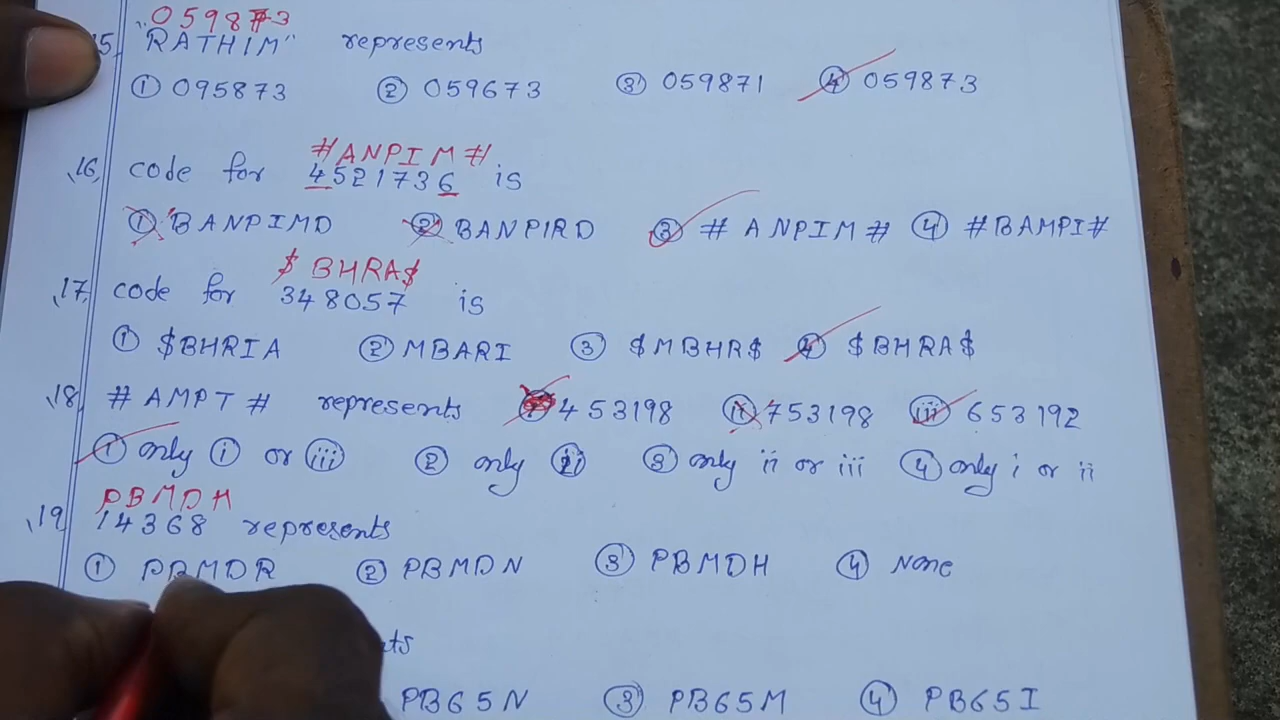 "059873
15, "RATHIM" represents
① 095873 ② 059673 ③ 059871 ④ 059873
#ANPIM#
16, code for 4521736 is
① BANPIMD ② BANPIRD ③ # ANPIM # ④ #BAMPI#
$BHRA$
17, code for 348057 is
① $BHRIA ② MBARI ③ $MBHR$ ④ $BHRA$
18, # AMPT # represents ⓘ 453198 ⓘⓘ 753198 ⓘⓘⓘ 653192
① only ⓘ or ⓘⓘⓘ ② only ⓘⓘ ③ only ii or iii ④ only i or ii
PBMDH
19, 14368 represents
① PBMDR ② PBMDN ③ PBMDH ④ None
PB65N ③ PB65M ④ PB65I